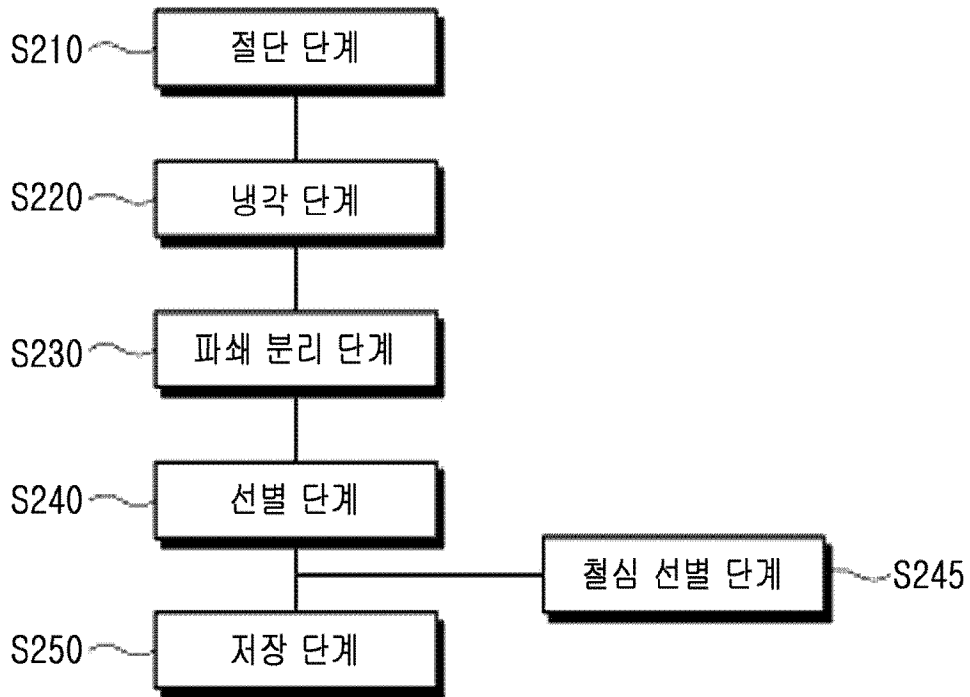 S210 절단 단계
S220 냉각 단계
S230 파쇄 분리 단계
S240 선별 단계
철심 선별 단계 S245
S250 저장 단계